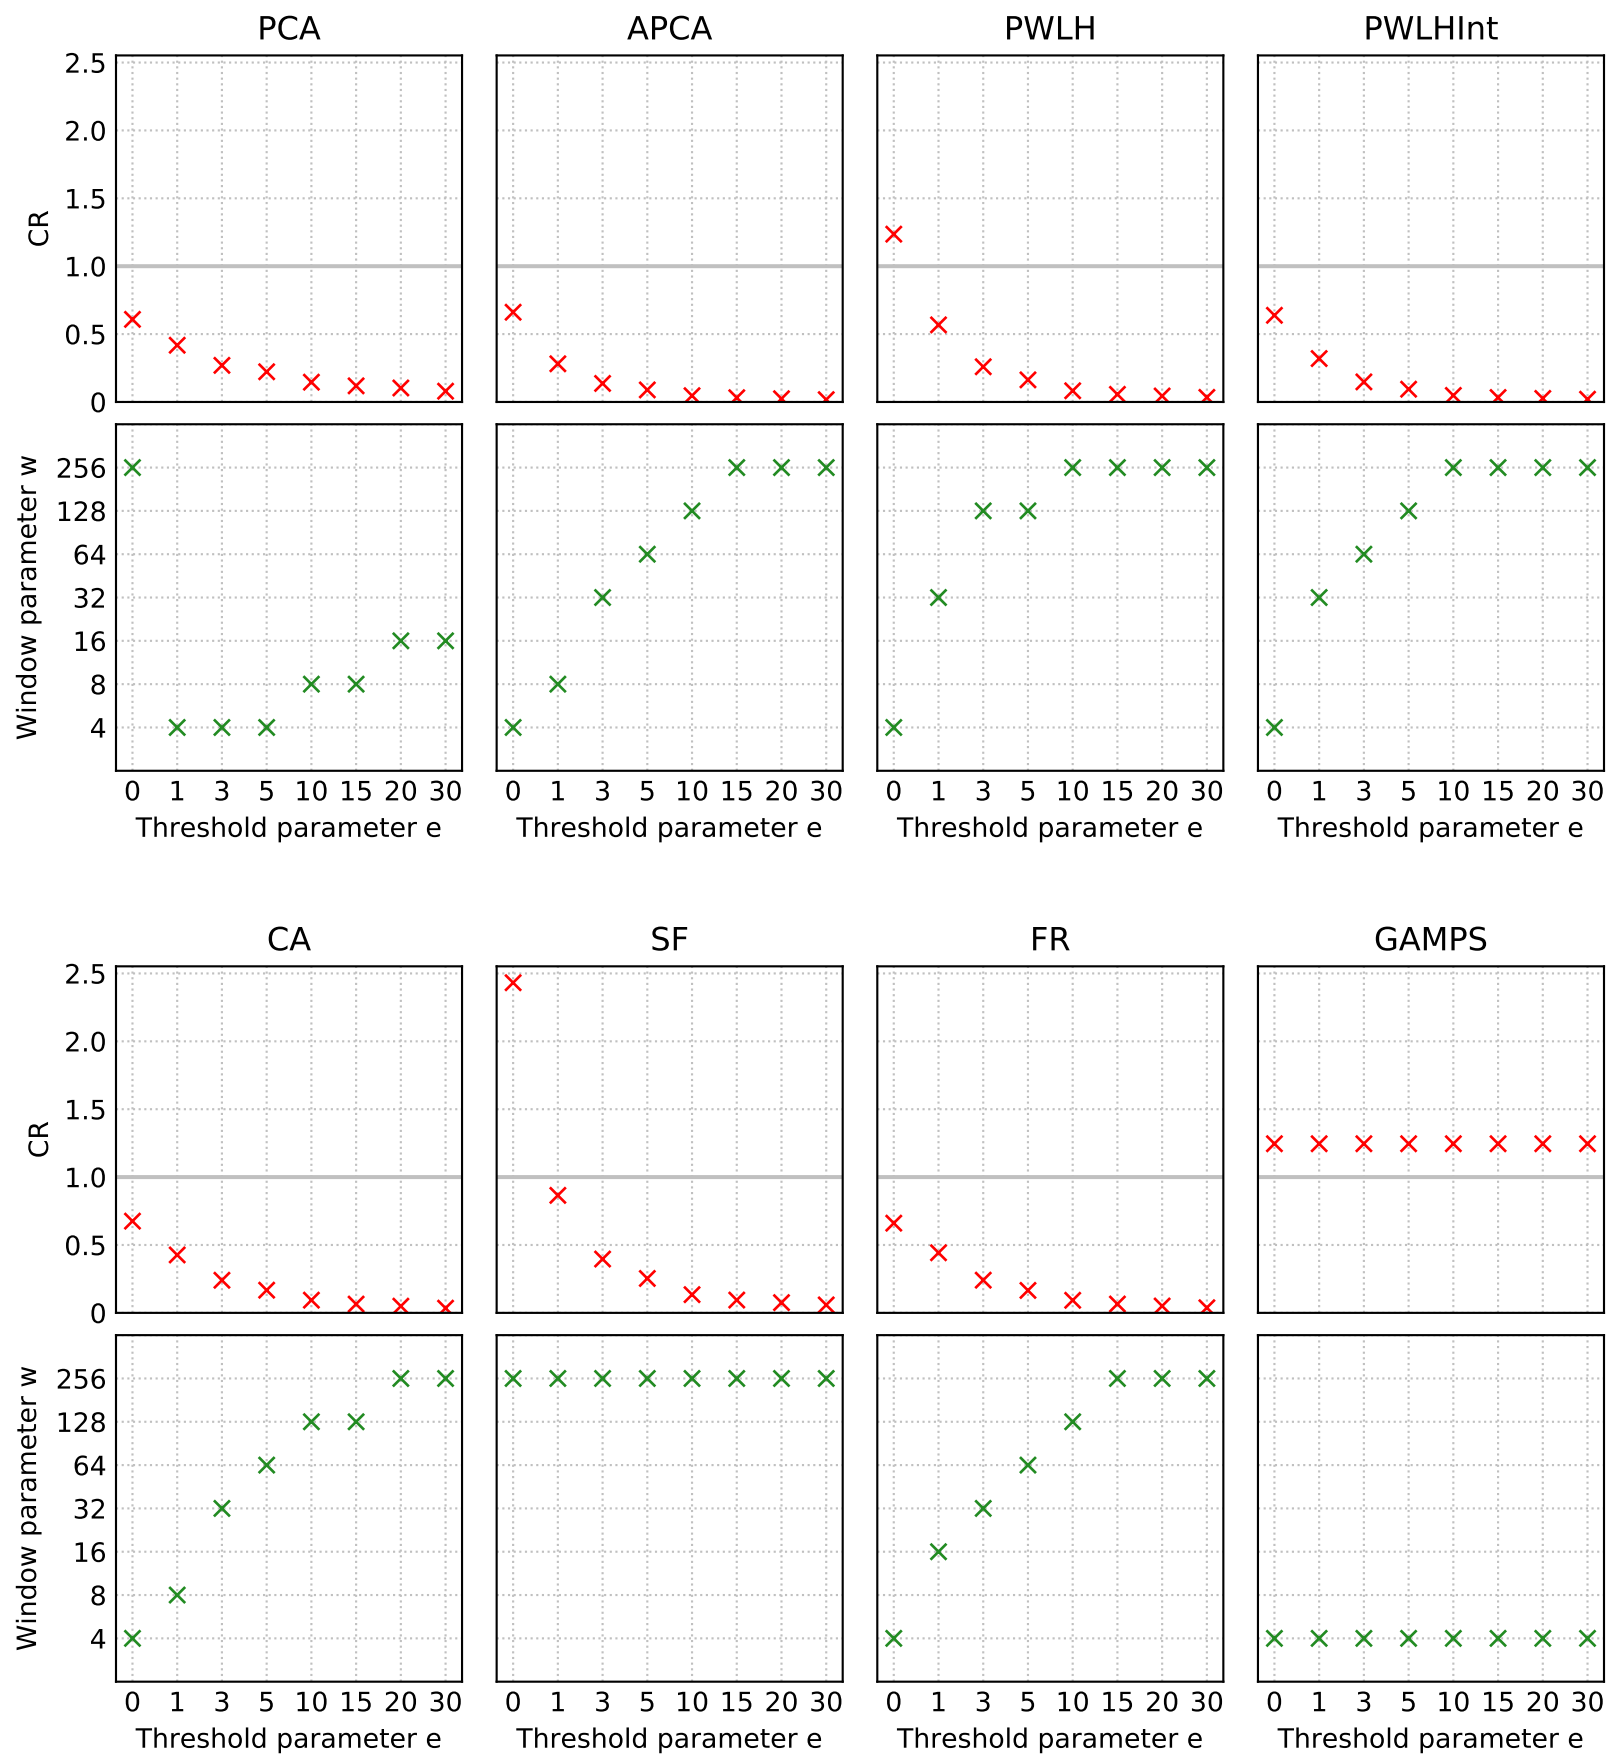 PCA APCA PWLH PWLHInt
2.5
2.0
1.5
1.0
0.5
0
CR
256
128
64
32
16
8
4
Window parameter w
0 1 3 5 10 15 20 30 0 1 3 5 10 15 20 30 0 1 3 5 10 15 20 30 0 1 3 5 10 15 20 30
Threshold parameter e Threshold parameter e Threshold parameter e Threshold parameter e
CA SF FR GAMPS
2.5
2.0
1.5
1.0
0.5
0
CR
256
128
64
32
16
8
4
Window parameter w
0 1 3 5 10 15 20 30 0 1 3 5 10 15 20 30 0 1 3 5 10 15 20 30 0 1 3 5 10 15 20 30
Threshold parameter e Threshold parameter e Threshold parameter e Threshold parameter e